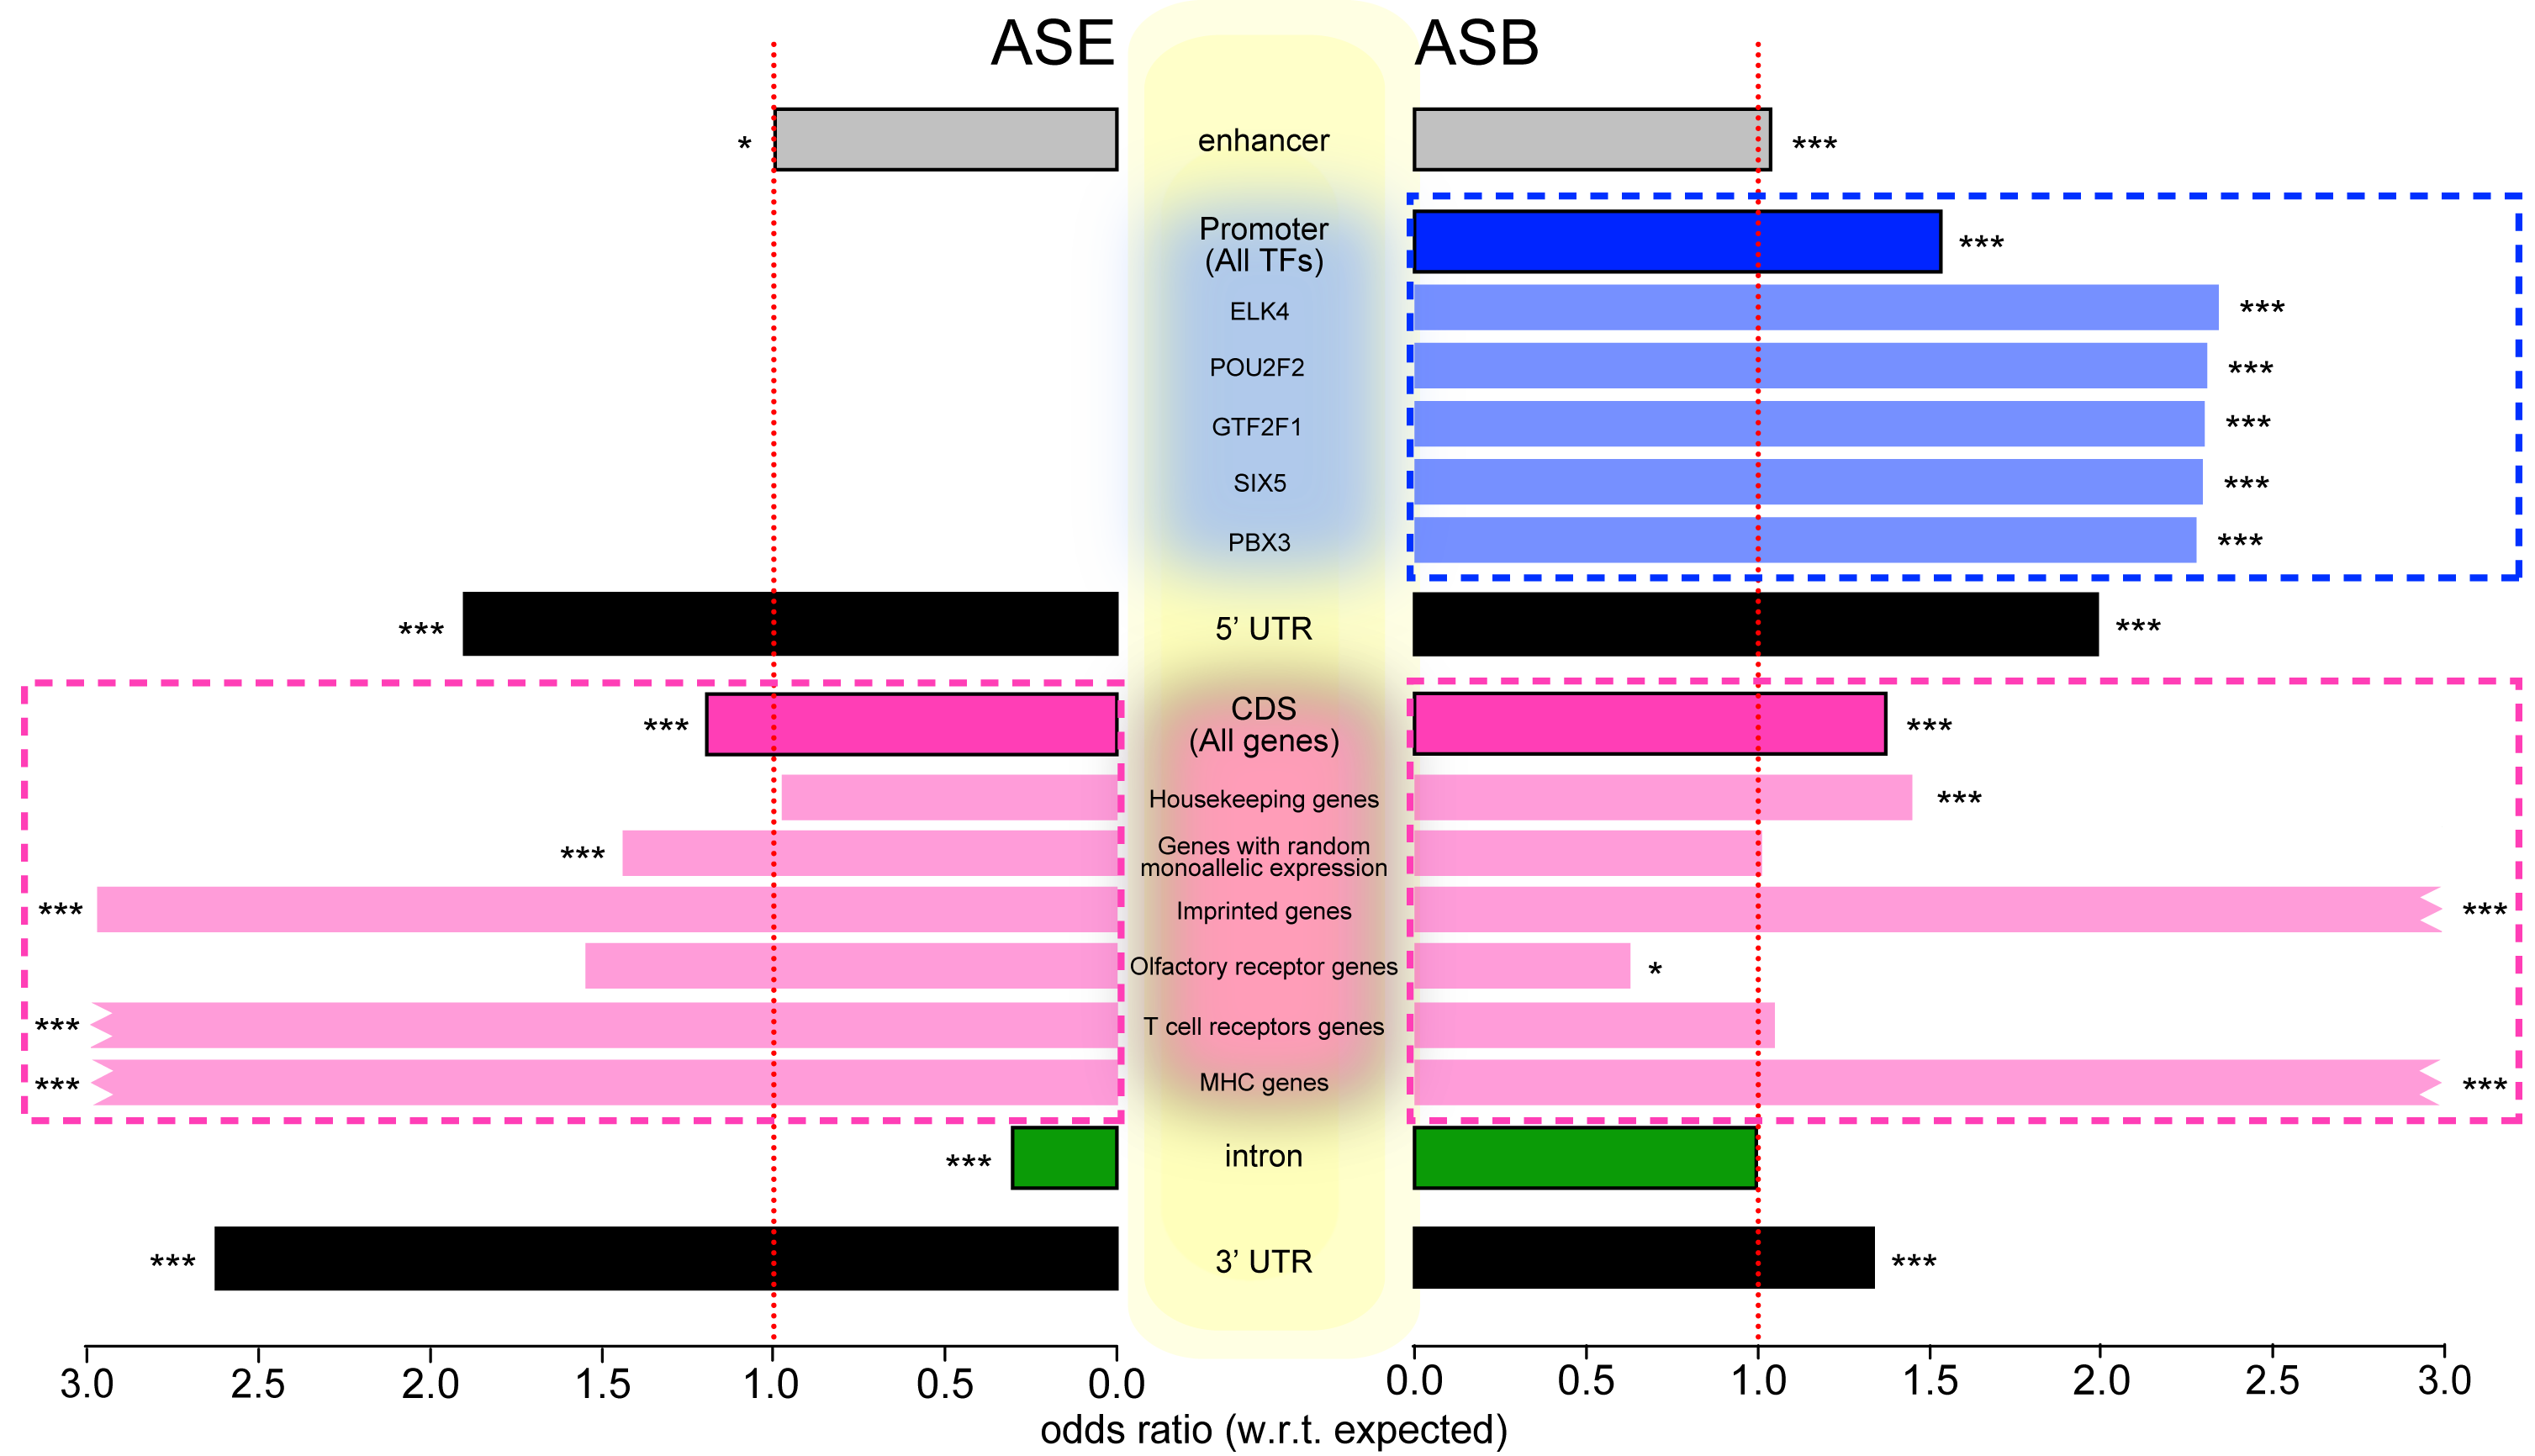 ASE ASB
* enhancer ***
Promoter
(All TFs) ***
ELK4 ***
POU2F2 ***
GTF2F1 ***
SIX5 ***
PBX3 ***
*** 5’ UTR ***
CDS
*** (All genes) ***
Housekeeping genes ***
*** Genes with random
monoallelic expression
*** Imprinted genes ***
Olfactory receptor genes *
*** T cell receptors genes
*** MHC genes ***
*** intron
*** 3’ UTR ***
3.0 2.5 2.0 1.5 1.0 0.5 0.0 0.0 0.5 1.0 1.5 2.0 2.5 3.0
odds ratio (w.r.t. expected)